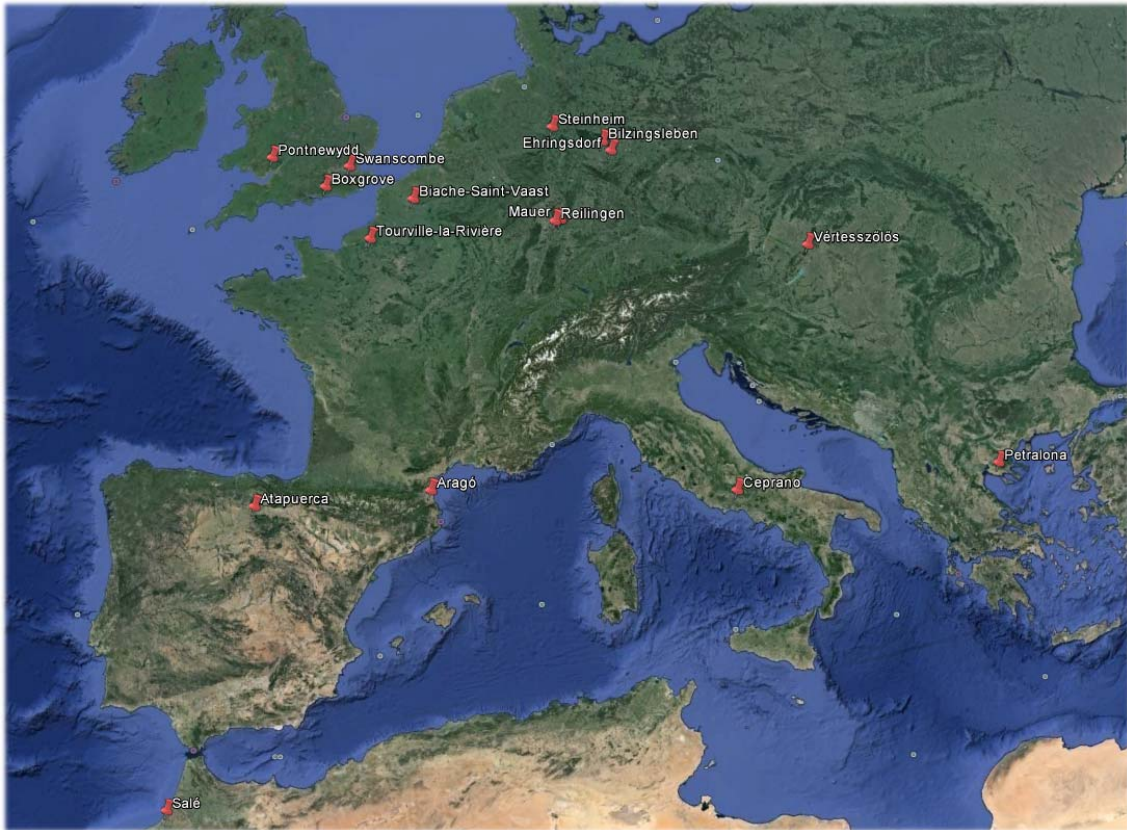 Steinheim
Bilzingsleben
Ehringsdorf
Pontnewydd
Swanscombe
Boxgrove
Biache-Saint-Vaast
Mauer
Reilingen
Tourville-la-Rivière
Vértesszőlős
Petralona
Aragó
Ceprano
Atapuerca
Salé